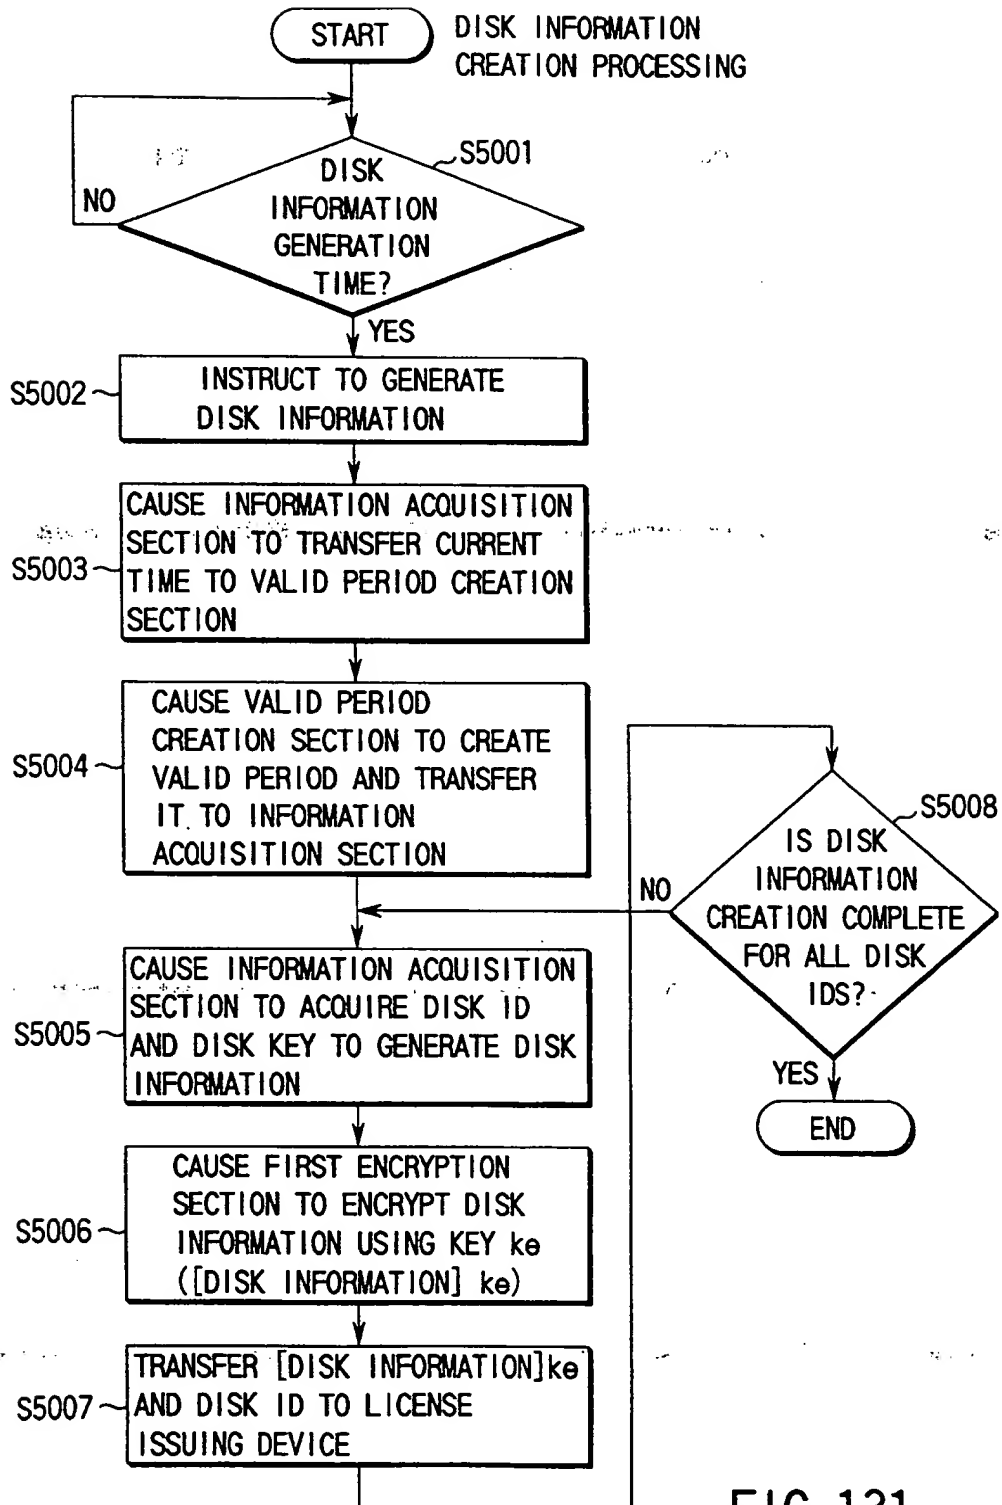 START
DISK INFORMATION
CREATION PROCESSING
S5001
DISK
INFORMATION
GENERATION
TIME?
NO
YES
S5002
INSTRUCT TO GENERATE
DISK INFORMATION
S5003
CAUSE INFORMATION ACQUISITION
SECTION TO TRANSFER CURRENT
TIME TO VALID PERIOD CREATION
SECTION
S5004
CAUSE VALID PERIOD
CREATION SECTION TO CREATE
VALID PERIOD AND TRANSFER
IT TO INFORMATION
ACQUISITION SECTION
S5005
CAUSE INFORMATION ACQUISITION
SECTION TO ACQUIRE DISK ID
AND DISK KEY TO GENERATE DISK
INFORMATION
S5006
CAUSE FIRST ENCRYPTION
SECTION TO ENCRYPT DISK
INFORMATION USING KEY ke
([DISK INFORMATION] ke)
S5007
TRANSFER [DISK INFORMATION]ke
AND DISK ID TO LICENSE
ISSUING DEVICE
S5008
IS DISK
INFORMATION
CREATION COMPLETE
FOR ALL DISK
IDS?
NO
YES
END
FIG. 121